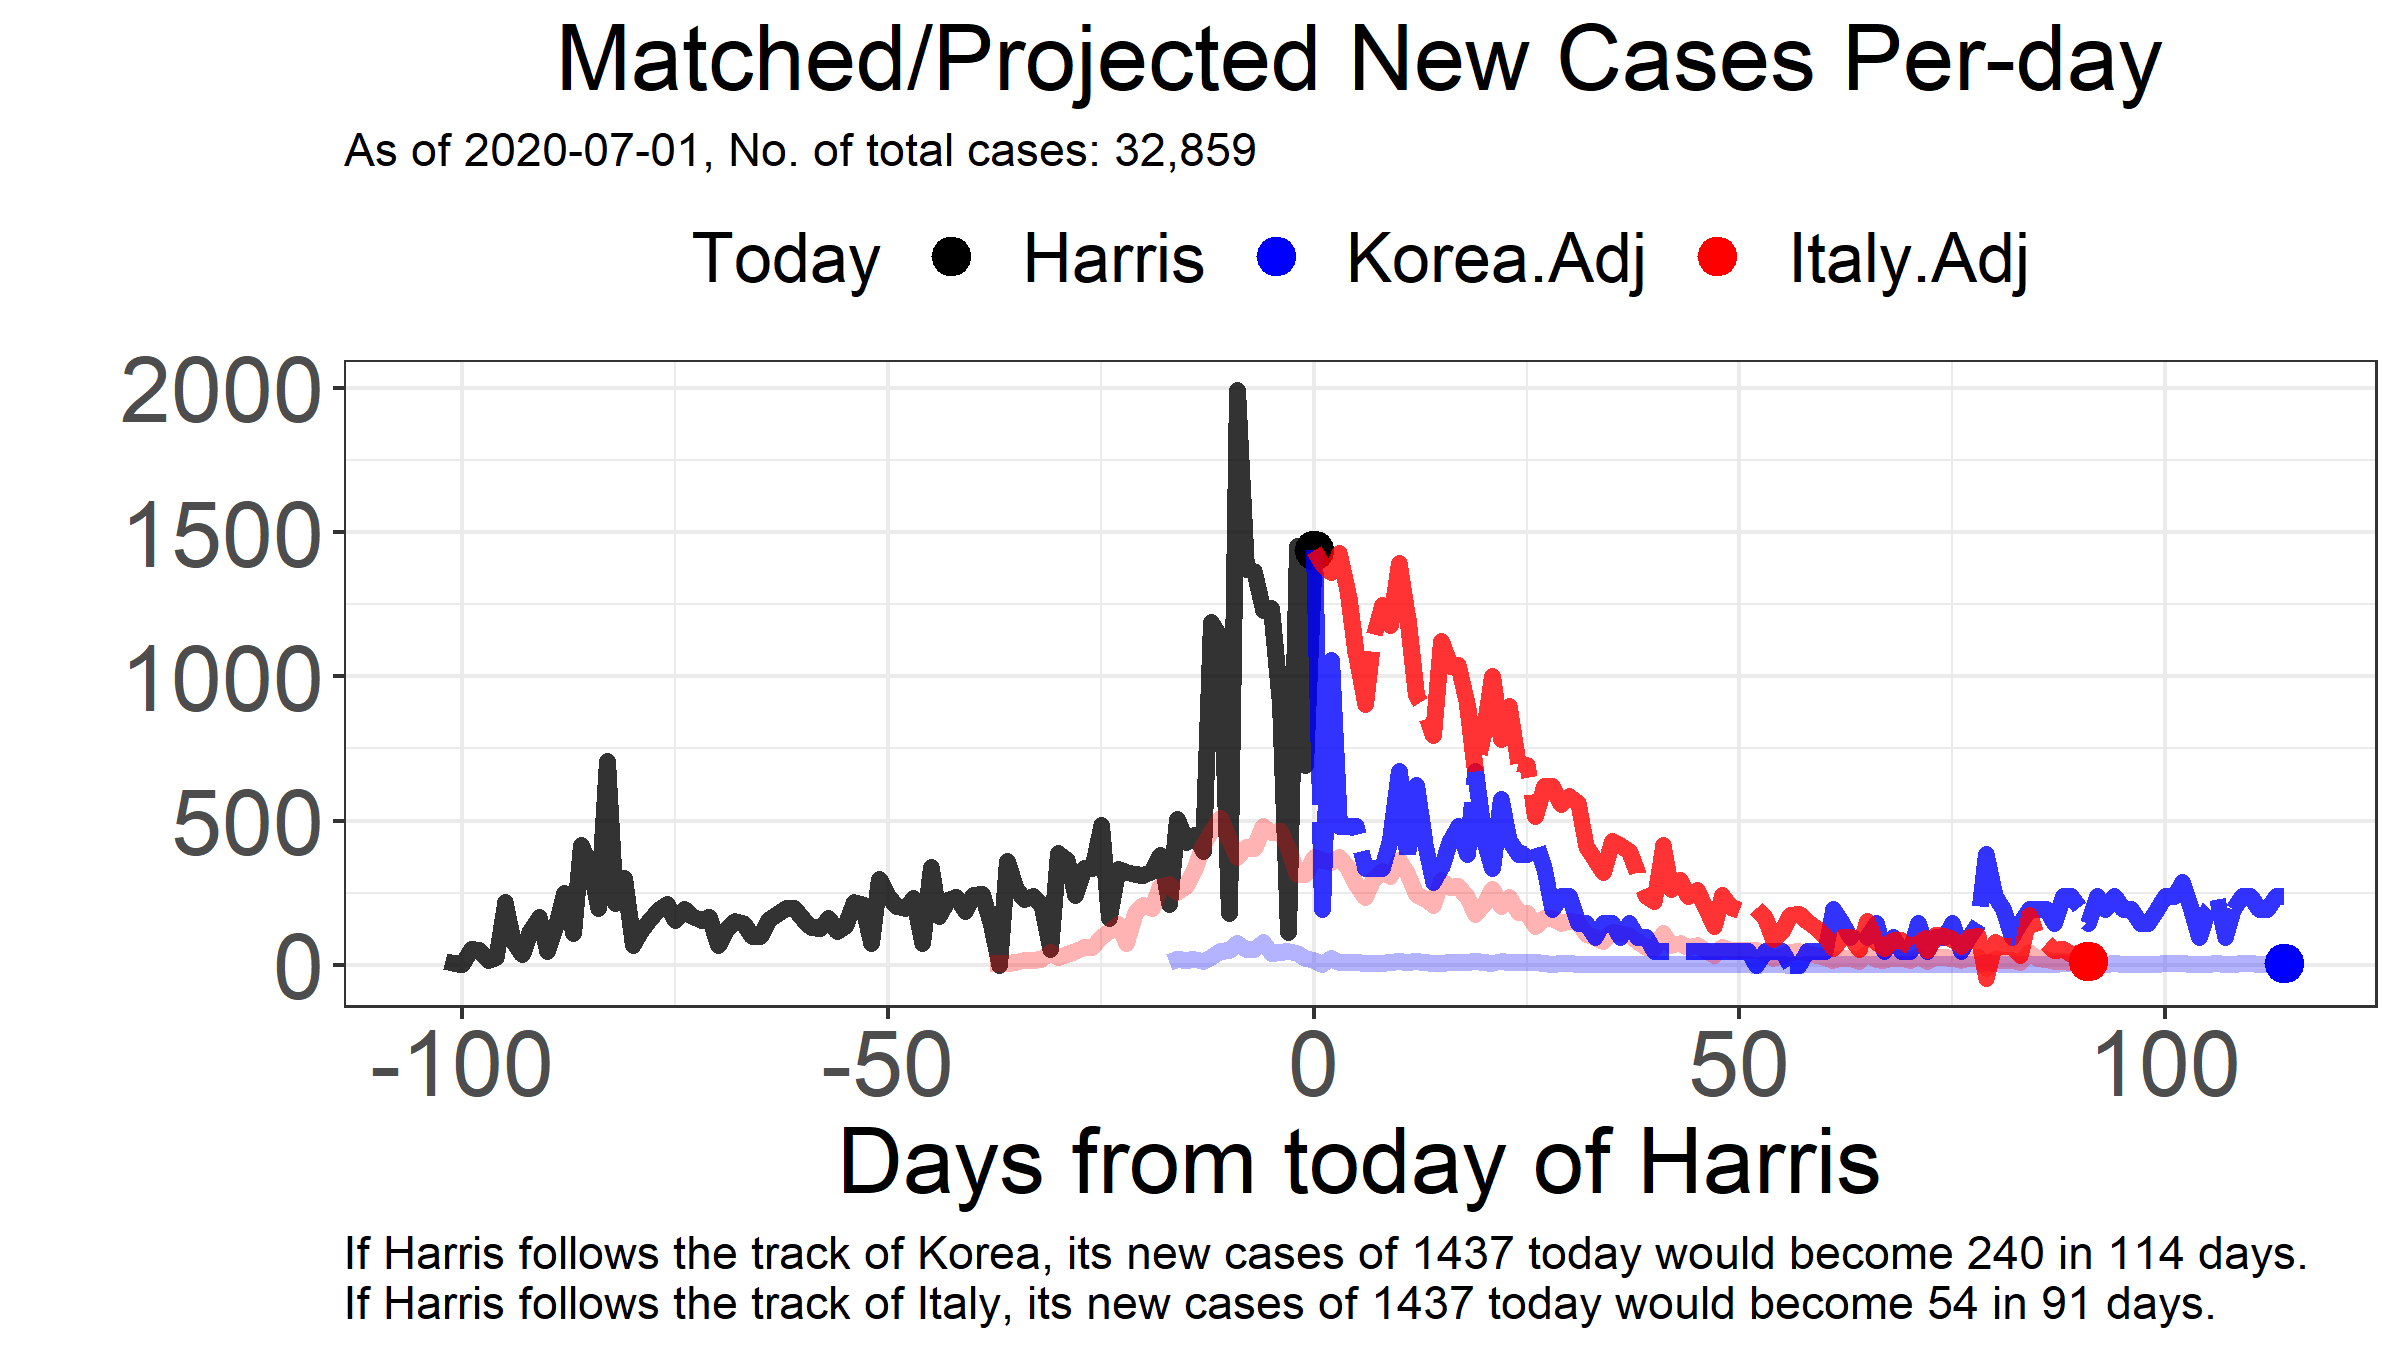 Matched/Projected New Cases Per-day
As of 2020-07-01, No. of total cases: 32,859
Today Harris Korea.Adj Italy.Adj
2000
1500
1000
500
0
-100 -50 0 50 100
Days from today of Harris
If Harris follows the track of Korea, its new cases of 1437 today would become 240 in 114 days.
If Harris follows the track of Italy, its new cases of 1437 today would become 54 in 91 days.